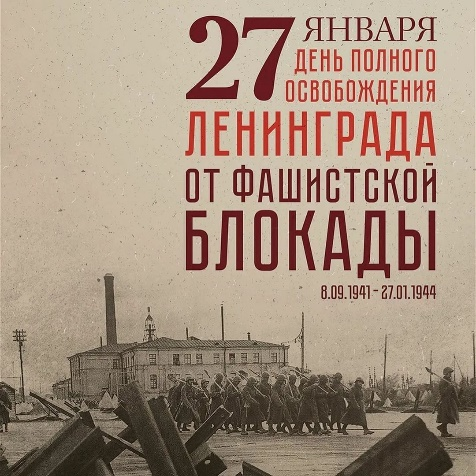 27 ЯНВАРЯ
ДЕНЬ ПОЛНОГО
ОСВОБОЖДЕНИЯ
ЛЕНИНГРАДА
ОТ ФАШИСТСКОЙ
БЛОКАДЫ
8.09.1941 - 27.01.1944